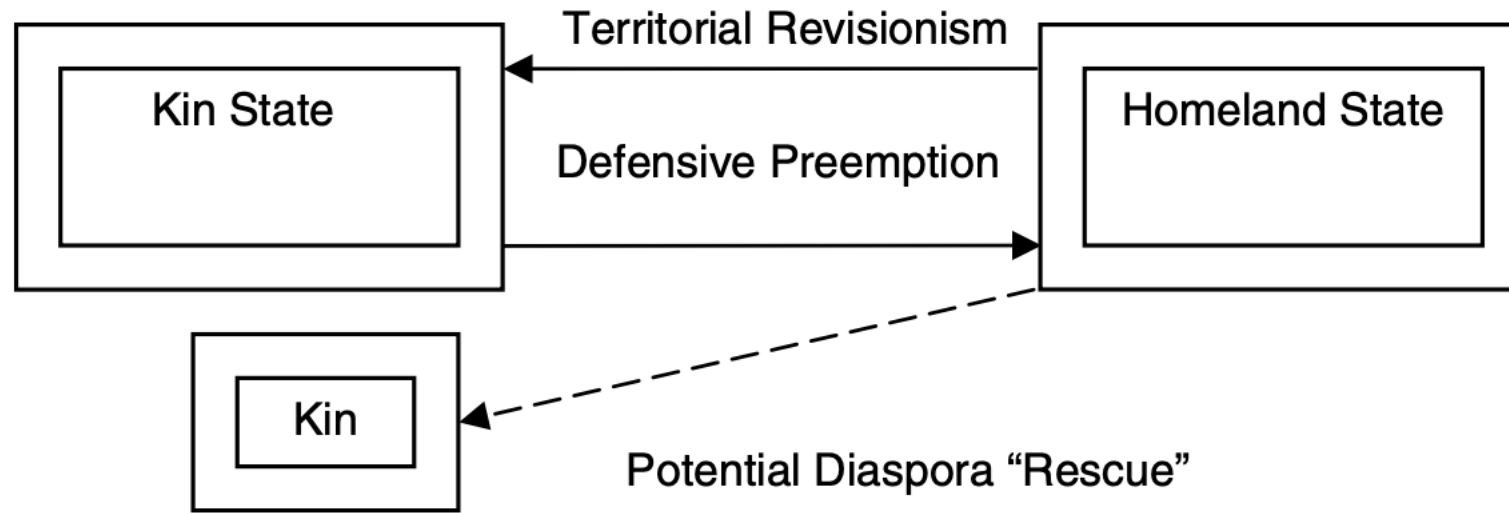 Territorial Revisionism
Kin State
Homeland State
Defensive Preemption
Kin
Potential Diaspora “Rescue”